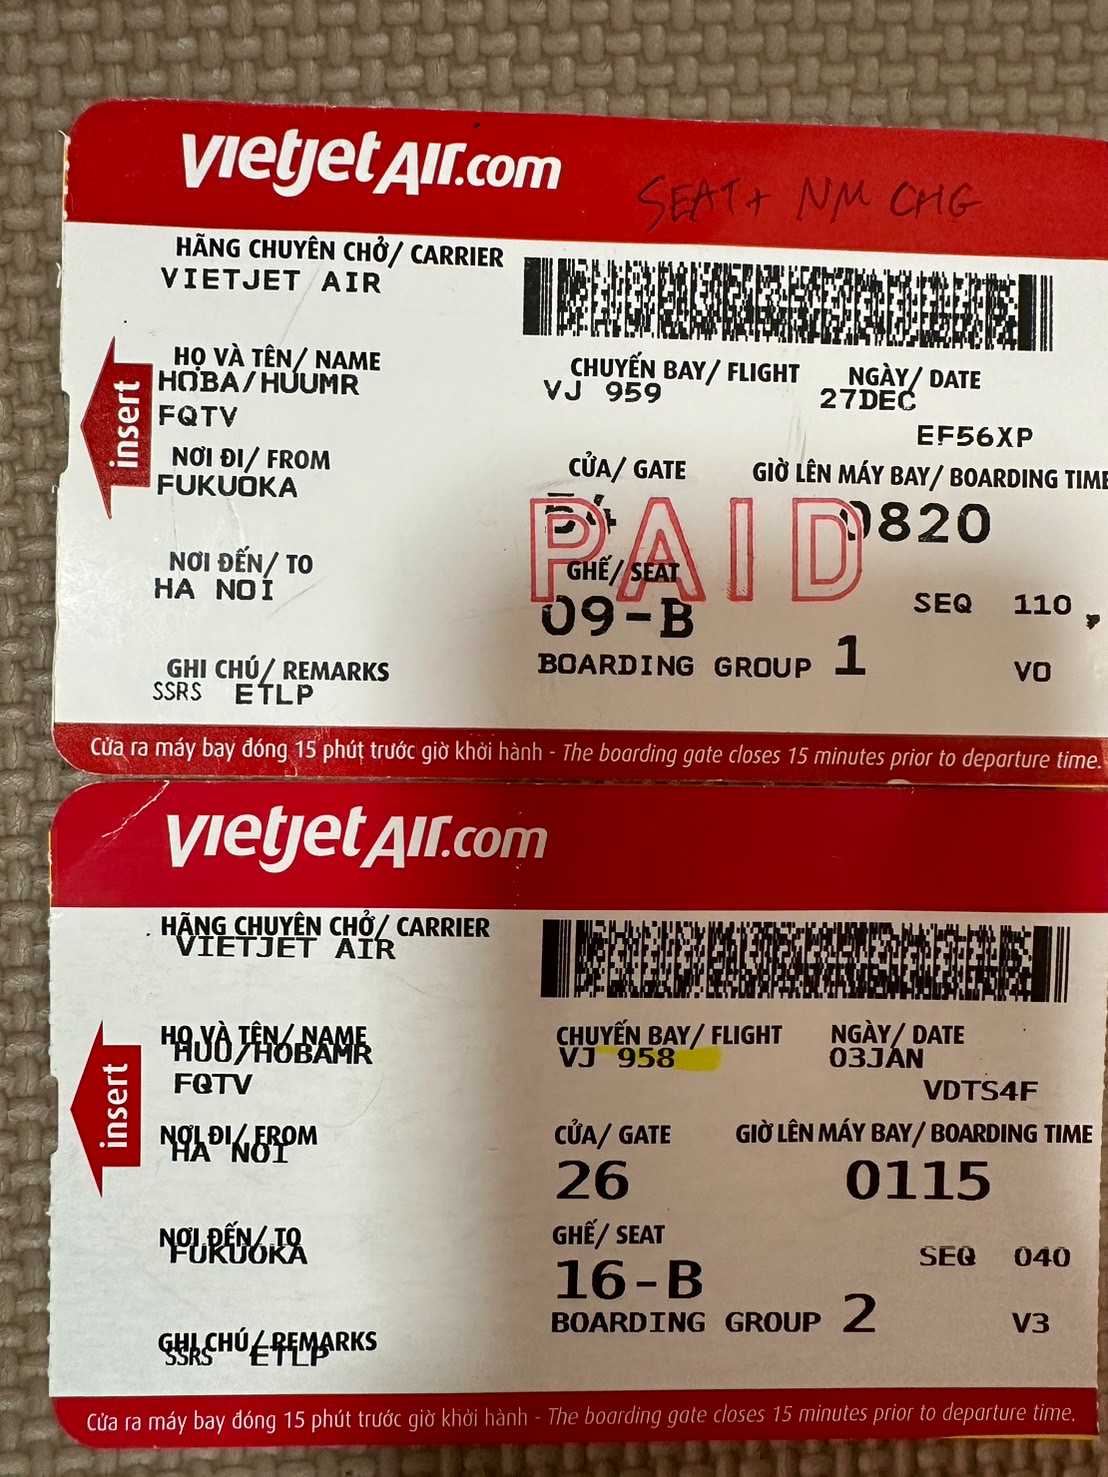 vietjetAir.com
SEAT+ NM CHG
HÃNG CHUYÊN CHỞ/ CARRIER
VIETJET AIR
HỌ VÀ TÊN/ NAME
HOBA/HUUMR
FQTV
CHUYẾN BAY/ FLIGHT
VJ 959
NGÀY/ DATE
27DEC
EF56XP
insert
NƠI ĐI/ FROM
FUKUOKA
CỬA/ GATE
GIỜ LÊN MÁY BAY/ BOARDING TIME
0820
PAID
NƠI ĐẾN/ TO
HA NOI
GHẾ/ SEAT
09-B
SEQ 110
BOARDING GROUP 1
VO
GHI CHÚ/ REMARKS
SSRS ETLP
Cửa ra máy bay đóng 15 phút trước giờ khởi hành - The boarding gate closes 15 minutes prior to departure time.
vietjetAir.com
HÃNG CHUYÊN CHỞ/ CARRIER
VIETJET AIR
HỌ VÀ TÊN/ NAME
HUU/HOBAMR
FQTV
CHUYẾN BAY/ FLIGHT
VJ 958
NGÀY/ DATE
03JAN
VDTS4F
insert
NƠI ĐI/ FROM
HA NOI
CỬA/ GATE
26
GIỜ LÊN MÁY BAY/ BOARDING TIME
0115
NƠI ĐẾN/ TO
FUKUOKA
GHẾ/ SEAT
16-B
SEQ 040
BOARDING GROUP 2
V3
GHI CHÚ/ REMARKS
SSRS ETLP
Cửa ra máy bay đóng 15 phút trước giờ khởi hành - The boarding gate closes 15 minutes prior to departure time.